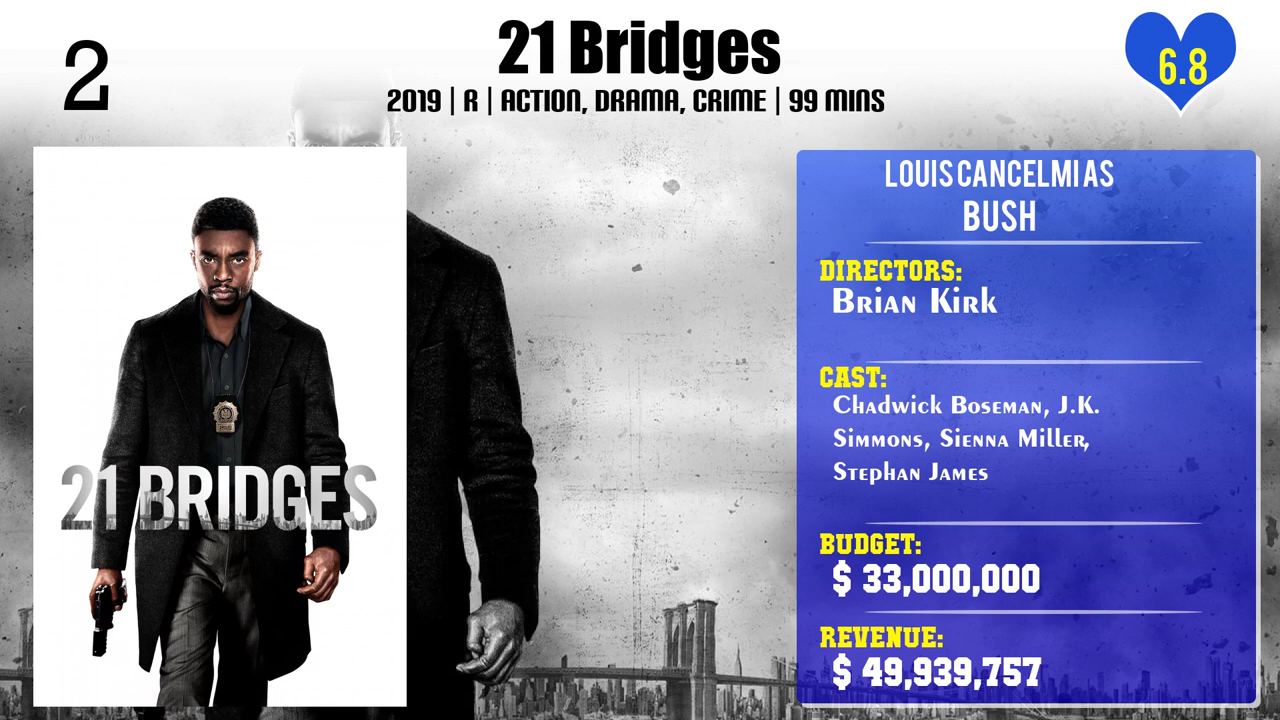 2
21 Bridges
2019 | R | ACTION, DRAMA, CRIME | 99 MINS
6.8
21 BRIDGES
LOUIS CANCELMI AS
BUSH
DIRECTORS:
Brian Kirk
CAST:
Chadwick Boseman, J.K.
Simmons, Sienna Miller,
Stephan James
BUDGET:
$ 33,000,000
REVENUE:
$ 49,939,757